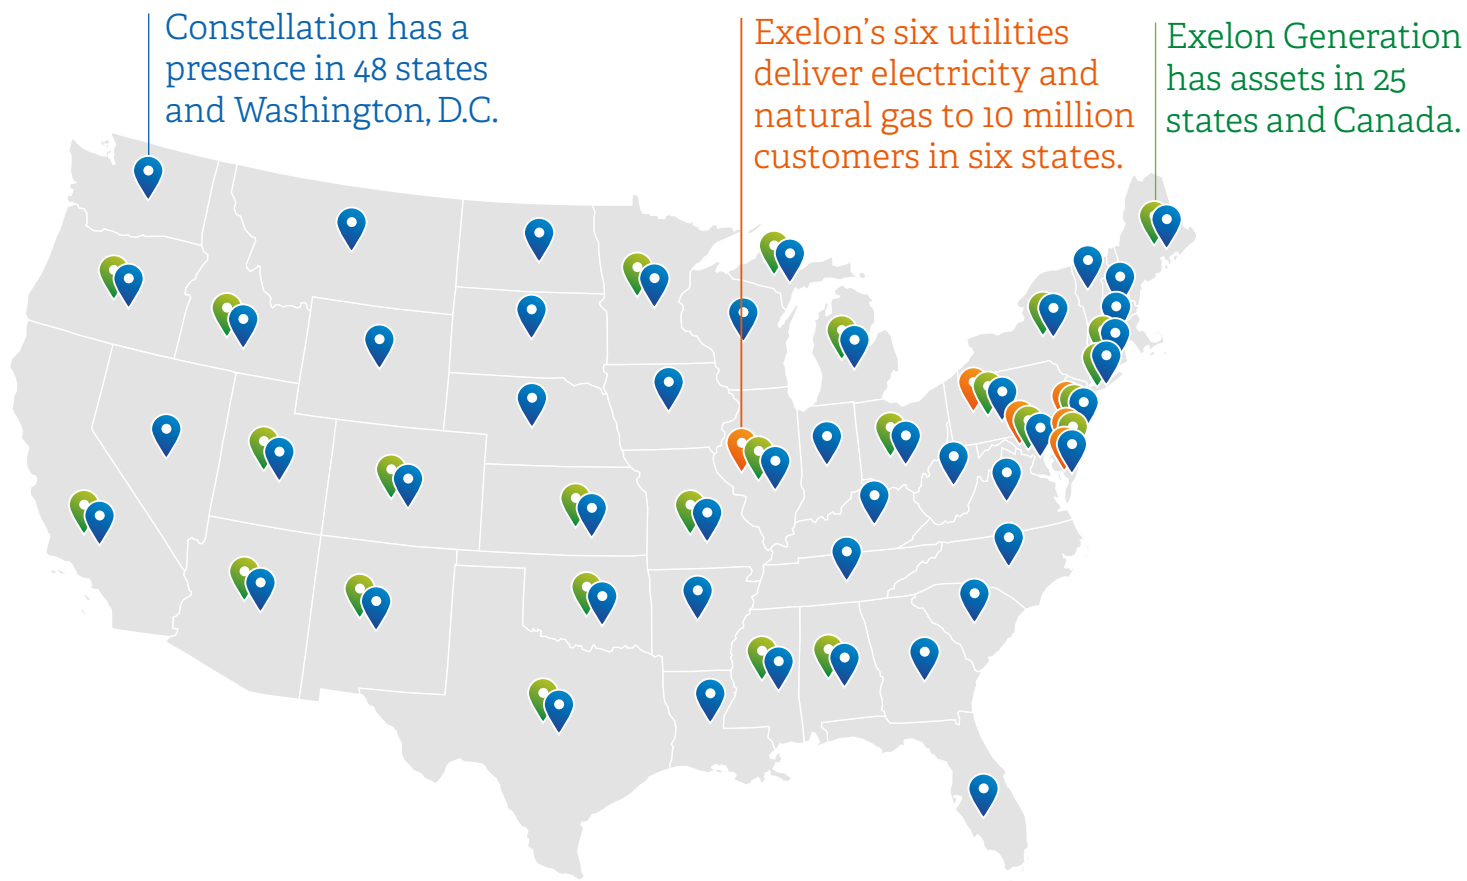 Constellation has a
presence in 48 states
and Washington, D.C.
Exelon’s six utilities
deliver electricity and
natural gas to 10 million
customers in six states.
Exelon Generation
has assets in 25
states and Canada.